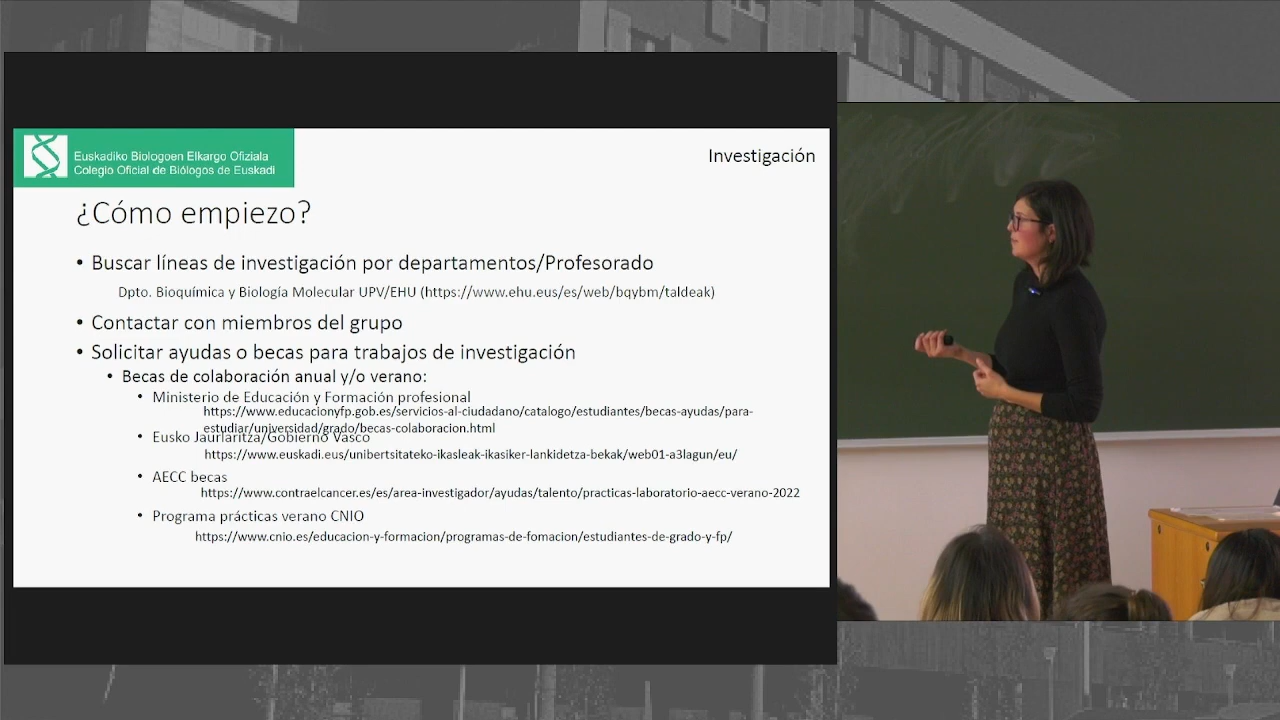 Euskadiko Biologoen Elkargo Ofiziala
Colegio Oficial de Biólogos de Euskadi
Investigación
¿Cómo empiezo?
• Buscar líneas de investigación por departamentos/Profesorado
Dpto. Bioquímica y Biología Molecular UPV/EHU (https://www.ehu.eus/es/web/bqybm/taldeak)
• Contactar con miembros del grupo
• Solicitar ayudas o becas para trabajos de investigación
• Becas de colaboración anual y/o verano:
• Ministerio de Educación y Formación profesional
https://www.educacionyfp.gob.es/servicios-al-ciudadano/catalogo/estudiantes/becas-ayudas/para-
estudiar/universidad/grado/becas-colaboracion.html
• Eusko Jaurlaritza/Gobierno Vasco
https://www.euskadi.eus/unibertsitateko-ikasleak-ikasiker-lankidetza-bekak/web01-a3lagun/eu/
• AECC becas
https://www.contraelcancer.es/es/area-investigador/ayudas/talento/practicas-laboratorio-aecc-verano-2022
• Programa prácticas verano CNIO
https://www.cnio.es/educacion-y-formacion/programas-de-fomacion/estudiantes-de-grado-y-fp/